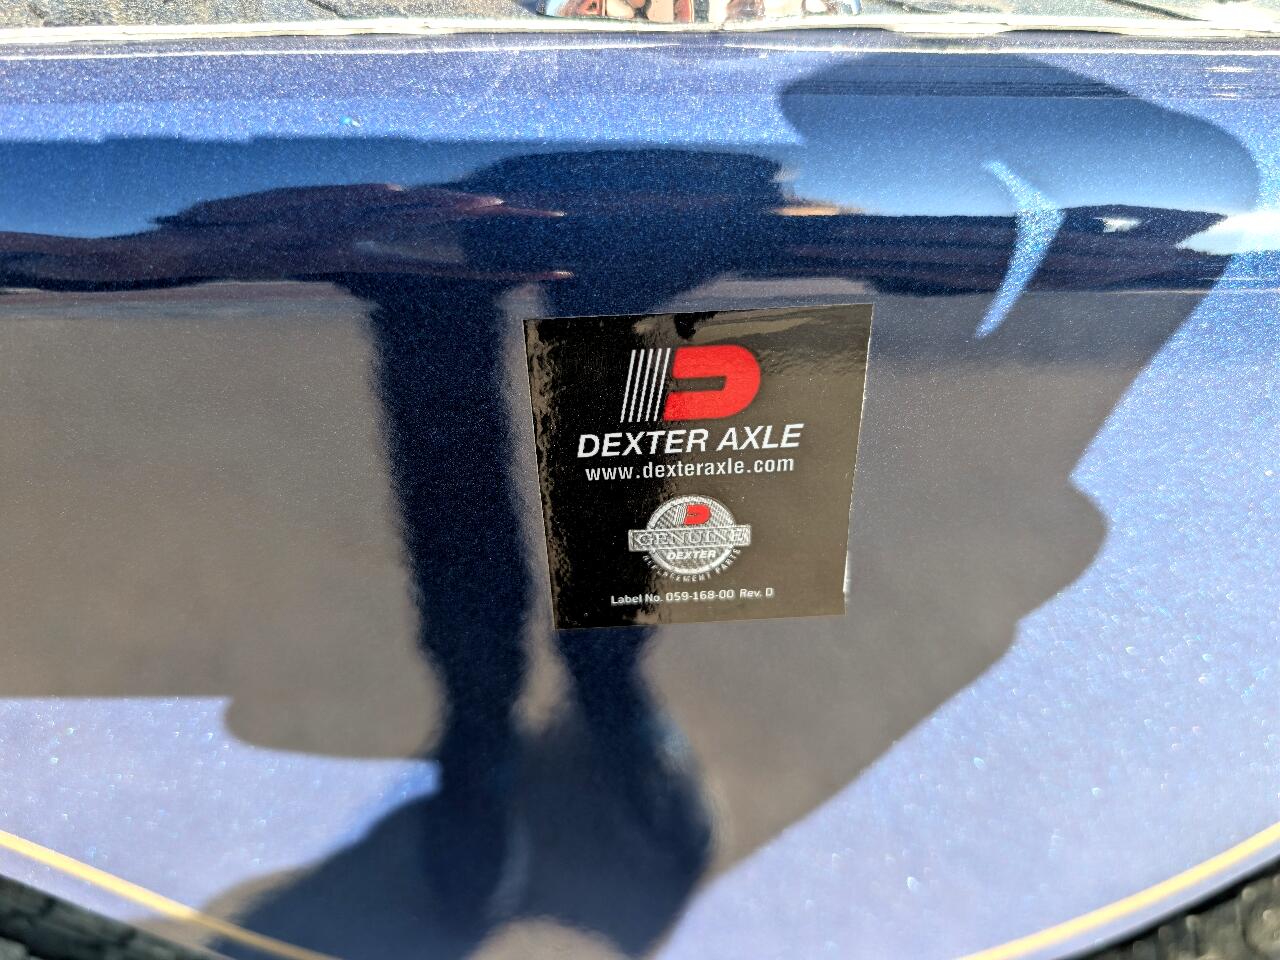 DEXTER AXLE
www.dexteraxle.com
GENUINE
DEXTER
REPLACEMENT PARTS
Label No. 059-168-00 Rev. D